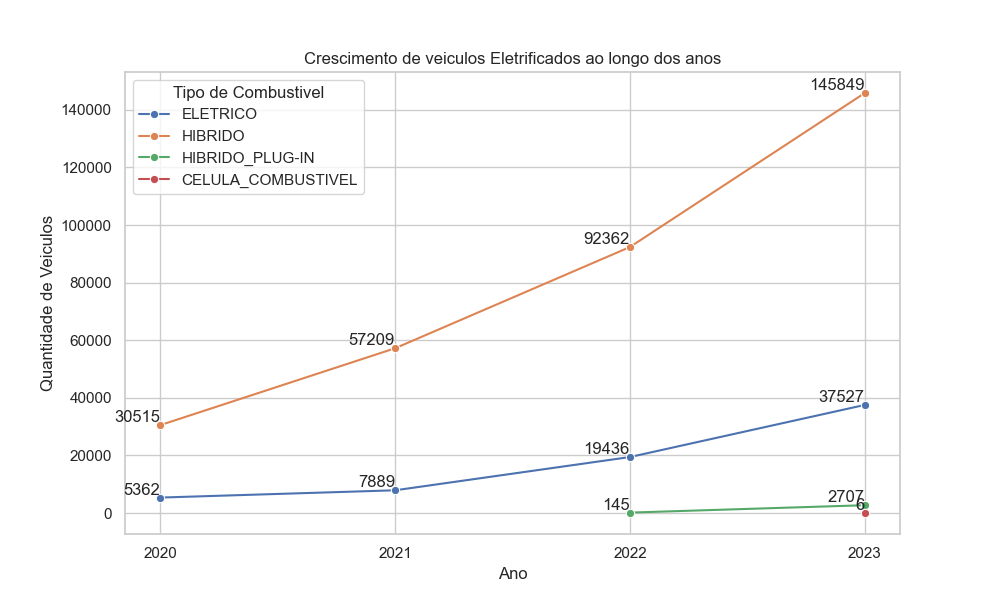 Crescimento de veiculos Eletrificados ao longo dos anos
Tipo de Combustivel
ELETRICO
HIBRIDO
HIBRIDO_PLUG-IN
CELULA_COMBUSTIVEL
Quantidade de Veiculos
140000
120000
100000
80000
60000
40000
20000
0
145849
92362
57209
30515
37527
19436
7889
5362
2707
145
6
2020
2021
2022
2023
Ano